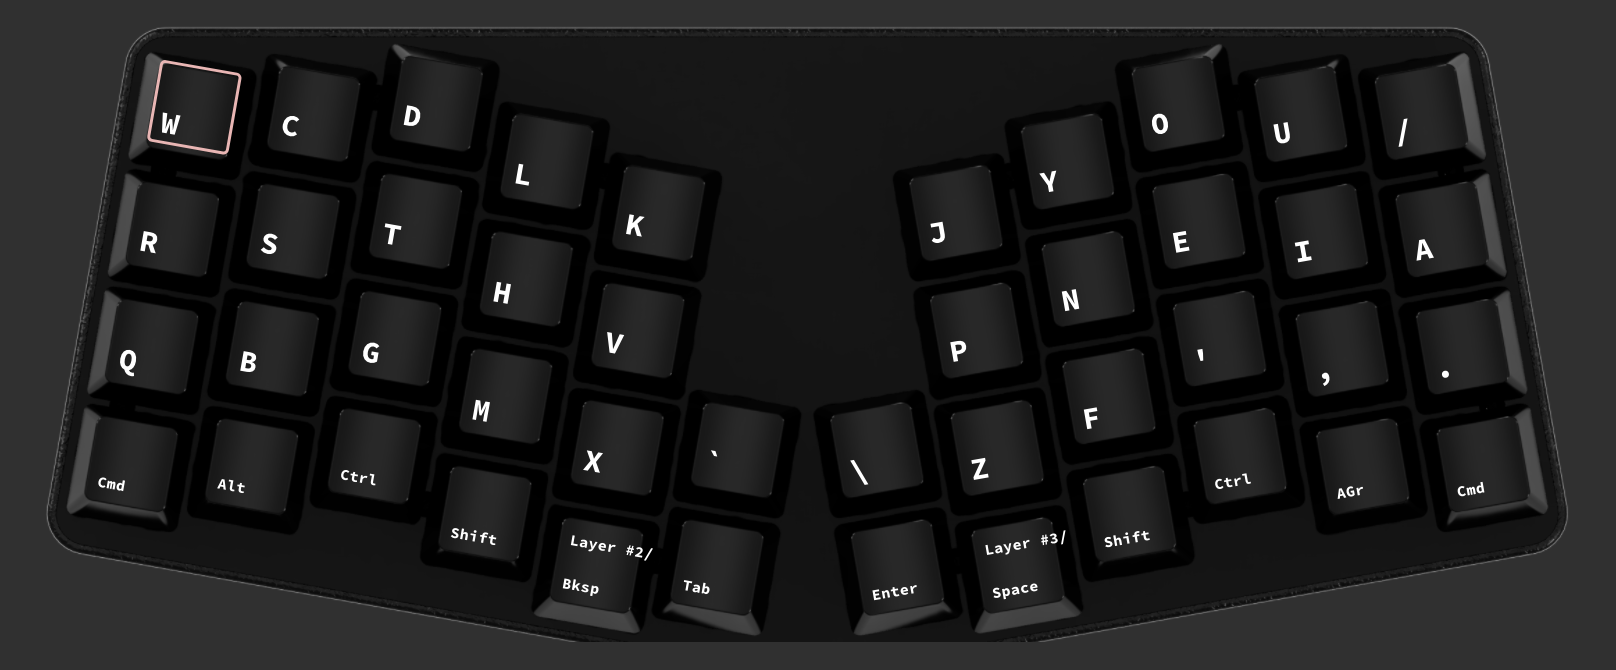 W C D L K J Y O U /
R S T H V P N E I A
Q B G M X ` \ Z F ' , .
Cmd Alt Ctrl Shift Layer #2/ Bksp Tab Enter Layer #3/ Space Shift Ctrl AGr Cmd